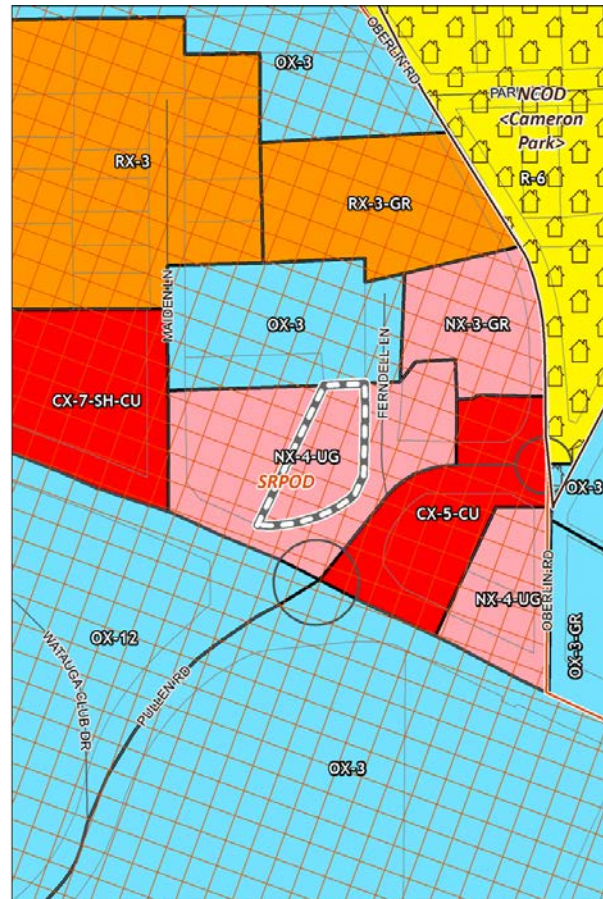 OX-3
OBERLIN RD
PAR
NCOD
<Cameron
Park>
R-6
RX-3
RX-3-GR
MAIDEN LN
OX-3
FERNDELL LN
NX-3-GR
CX-7-SH-CU
NX-4-UG
SRPOD
CX-5-CU
OX-3
NX-4-UG
OBERLIN RD
OX-3-GR
OX-12
WATAUGA CLUB DR
PULLEN RD
OX-3